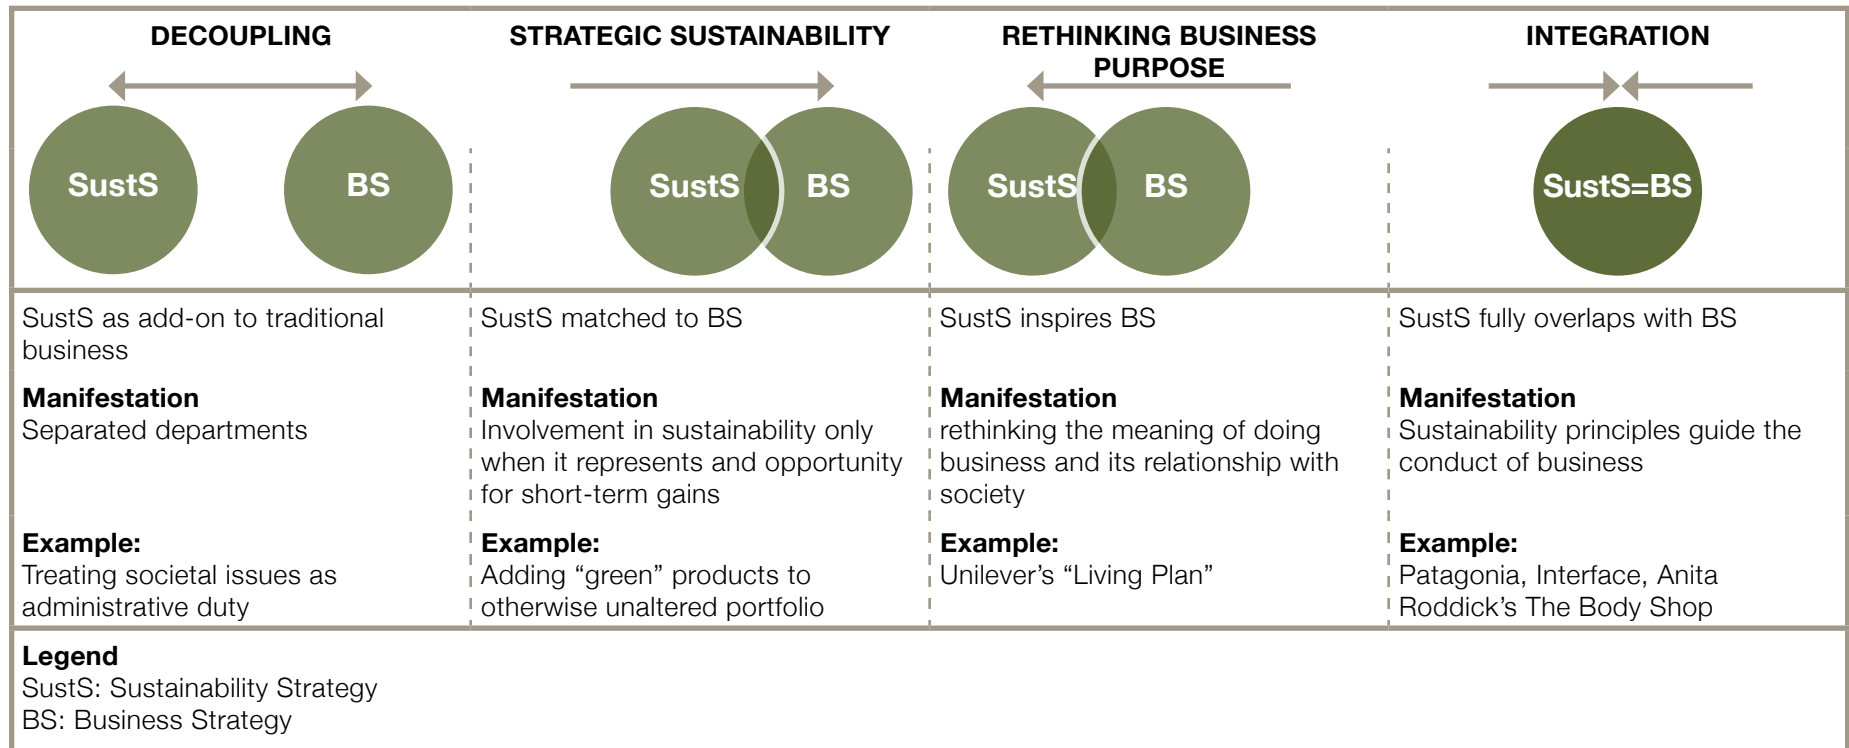 DECOUPLING
STRATEGIC SUSTAINABILITY
RETHINKING BUSINESS
PURPOSE
INTEGRATION
SustS
BS
SustS
BS
SustS
BS
SustS=BS
SustS as add-on to traditional
business
Manifestation
Separated departments
Example:
Treating societal issues as
administrative duty
SustS matched to BS
Manifestation
Involvement in sustainability only
when it represents and opportunity
for short-term gains
Example:
Adding “green” products to
otherwise unaltered portfolio
SustS inspires BS
Manifestation
rethinking the meaning of doing
business and its relationship with
society
Example:
Unilever’s “Living Plan”
SustS fully overlaps with BS
Manifestation
Sustainability principles guide the
conduct of business
Example:
Patagonia, Interface, Anita
Roddick’s The Body Shop
Legend
SustS: Sustainability Strategy
BS: Business Strategy